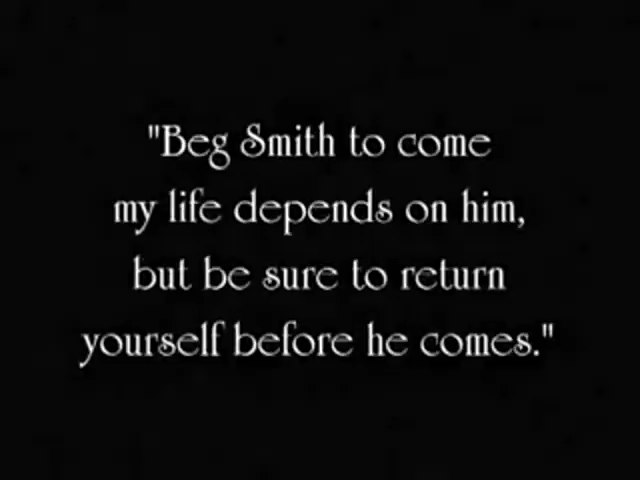 "Beg Smith to come
my life depends on him,
but be sure to return
yourself before he comes."